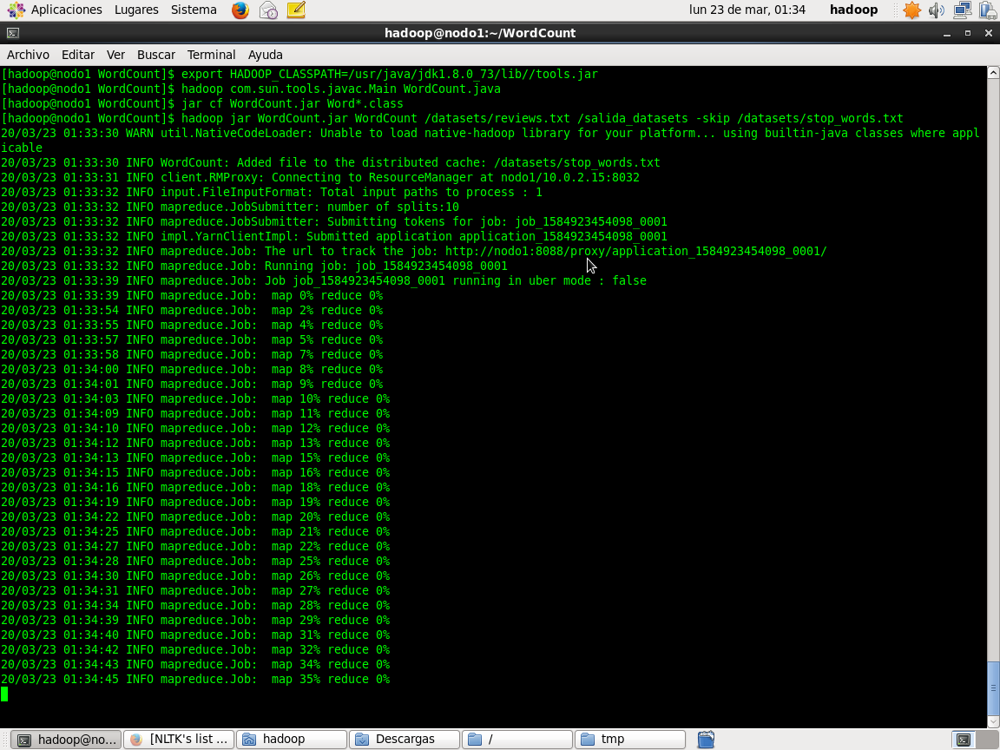 Aplicaciones Lugares Sistema lun 23 de mar, 01:34 hadoop
hadoop@nodo1:~/WordCount
Archivo Editar Ver Buscar Terminal Ayuda
[hadoop@nodo1 WordCount]$ export HADOOP_CLASSPATH=/usr/java/jdk1.8.0_73/lib//tools.jar
[hadoop@nodo1 WordCount]$ hadoop com.sun.tools.javac.Main WordCount.java
[hadoop@nodo1 WordCount]$ jar cf WordCount.jar Word*.class
[hadoop@nodo1 WordCount]$ hadoop jar WordCount.jar WordCount /datasets/reviews.txt /salida_datasets -skip /datasets/stop_words.txt
20/03/23 01:33:30 WARN util.NativeCodeLoader: Unable to load native-hadoop library for your platform... using builtin-java classes where appl
icable
20/03/23 01:33:30 INFO WordCount: Added file to the distributed cache: /datasets/stop_words.txt
20/03/23 01:33:31 INFO client.RMProxy: Connecting to ResourceManager at nodo1/10.0.2.15:8032
20/03/23 01:33:32 INFO input.FileInputFormat: Total input paths to process : 1
20/03/23 01:33:32 INFO mapreduce.JobSubmitter: number of splits:10
20/03/23 01:33:32 INFO mapreduce.JobSubmitter: Submitting tokens for job: job_1584923454098_0001
20/03/23 01:33:32 INFO impl.YarnClientImpl: Submitted application application_1584923454098_0001
20/03/23 01:33:32 INFO mapreduce.Job: The url to track the job: http://nodo1:8088/proxy/application_1584923454098_0001/
20/03/23 01:33:32 INFO mapreduce.Job: Running job: job_1584923454098_0001
20/03/23 01:33:39 INFO mapreduce.Job: Job job_1584923454098_0001 running in uber mode : false
20/03/23 01:33:39 INFO mapreduce.Job:  map 0% reduce 0%
20/03/23 01:33:54 INFO mapreduce.Job:  map 2% reduce 0%
20/03/23 01:33:55 INFO mapreduce.Job:  map 4% reduce 0%
20/03/23 01:33:57 INFO mapreduce.Job:  map 5% reduce 0%
20/03/23 01:33:58 INFO mapreduce.Job:  map 7% reduce 0%
20/03/23 01:34:00 INFO mapreduce.Job:  map 8% reduce 0%
20/03/23 01:34:01 INFO mapreduce.Job:  map 9% reduce 0%
20/03/23 01:34:03 INFO mapreduce.Job:  map 10% reduce 0%
20/03/23 01:34:09 INFO mapreduce.Job:  map 11% reduce 0%
20/03/23 01:34:10 INFO mapreduce.Job:  map 12% reduce 0%
20/03/23 01:34:12 INFO mapreduce.Job:  map 13% reduce 0%
20/03/23 01:34:13 INFO mapreduce.Job:  map 15% reduce 0%
20/03/23 01:34:15 INFO mapreduce.Job:  map 16% reduce 0%
20/03/23 01:34:16 INFO mapreduce.Job:  map 18% reduce 0%
20/03/23 01:34:19 INFO mapreduce.Job:  map 19% reduce 0%
20/03/23 01:34:22 INFO mapreduce.Job:  map 20% reduce 0%
20/03/23 01:34:25 INFO mapreduce.Job:  map 21% reduce 0%
20/03/23 01:34:27 INFO mapreduce.Job:  map 22% reduce 0%
20/03/23 01:34:28 INFO mapreduce.Job:  map 25% reduce 0%
20/03/23 01:34:30 INFO mapreduce.Job:  map 26% reduce 0%
20/03/23 01:34:31 INFO mapreduce.Job:  map 27% reduce 0%
20/03/23 01:34:34 INFO mapreduce.Job:  map 28% reduce 0%
20/03/23 01:34:39 INFO mapreduce.Job:  map 29% reduce 0%
20/03/23 01:34:40 INFO mapreduce.Job:  map 31% reduce 0%
20/03/23 01:34:42 INFO mapreduce.Job:  map 32% reduce 0%
20/03/23 01:34:43 INFO mapreduce.Job:  map 34% reduce 0%
20/03/23 01:34:45 INFO mapreduce.Job:  map 35% reduce 0%
hadoop@no... [NLTK's list ... hadoop Descargas / tmp